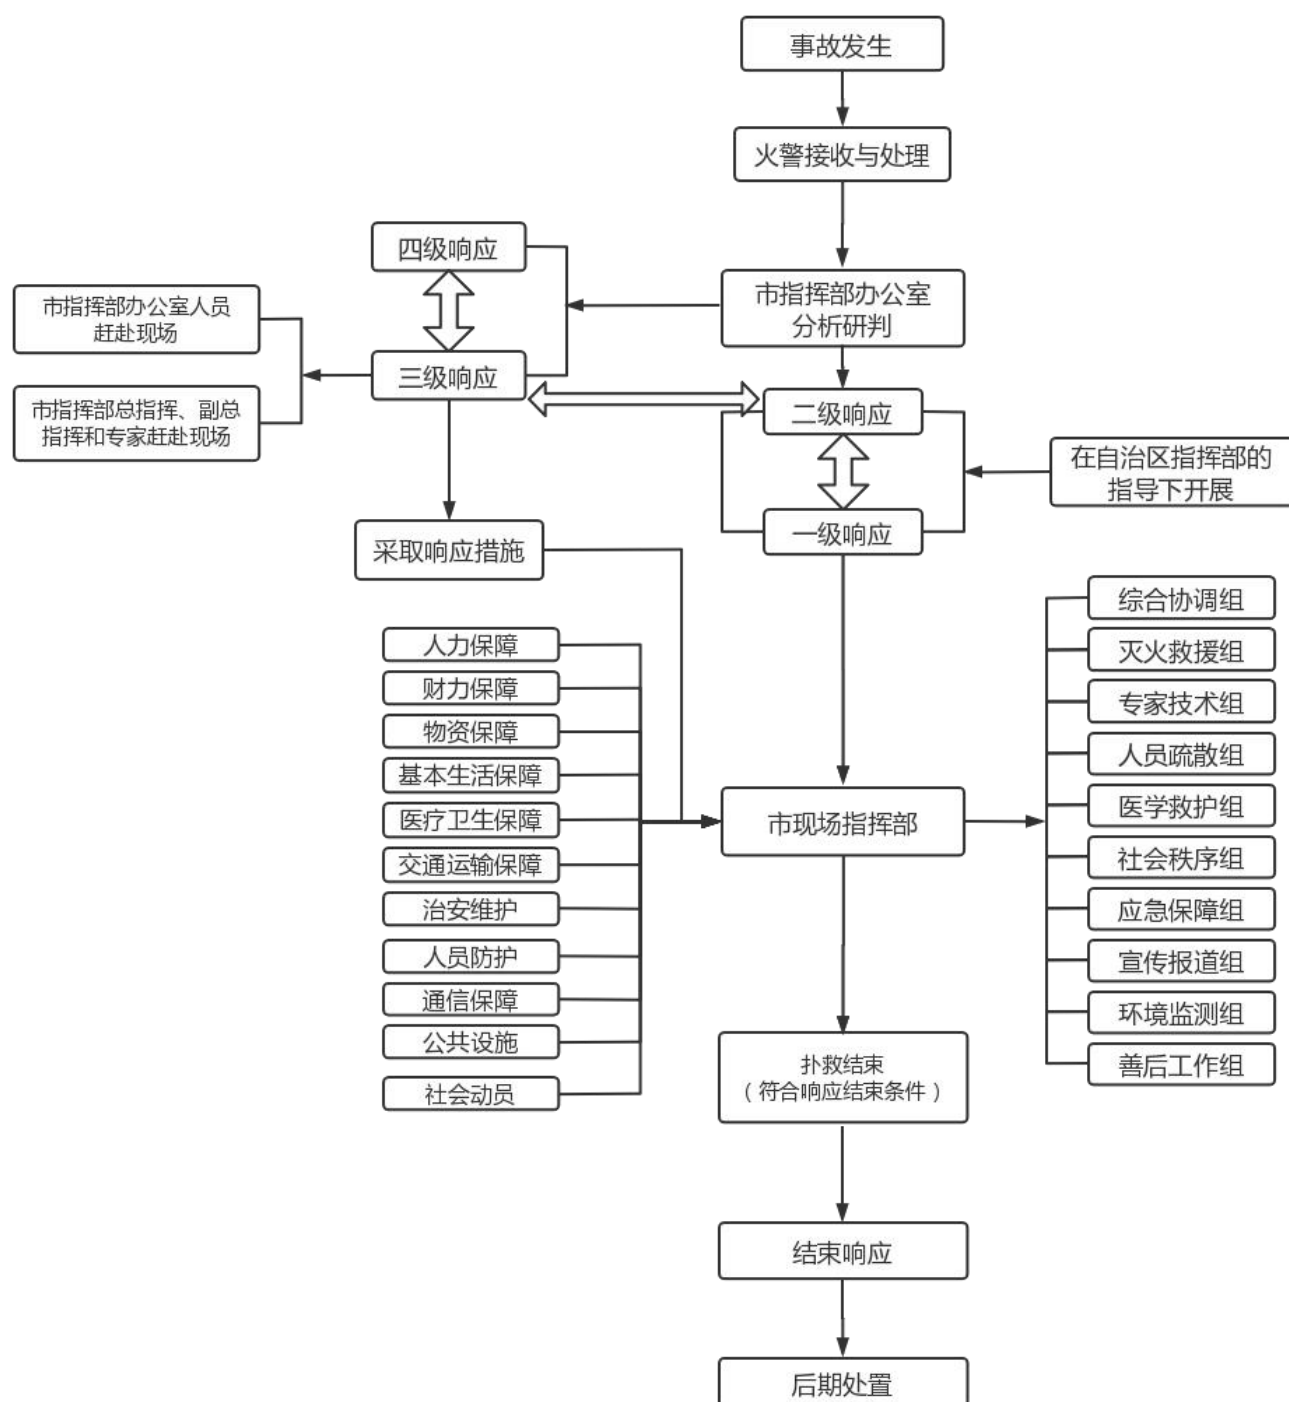 事故发生
火警接收与处理
四级响应
市指挥部办公室
分析研判
市指挥部办公室人员
赶赴现场
三级响应
市指挥部总指挥、副总
指挥和专家赶赴现场
二级响应
在自治区指挥部的
指导下开展
一级响应
采取响应措施
人力保障
财力保障
物资保障
基本生活保障
医疗卫生保障
交通运输保障
治安维护
人员防护
通信保障
公共设施
社会动员
市现场指挥部
综合协调组
灭火救援组
专家技术组
人员疏散组
医学救护组
社会秩序组
应急保障组
宣传报道组
环境监测组
善后工作组
扑救结束
（符合响应结束条件）
结束响应
后期处置